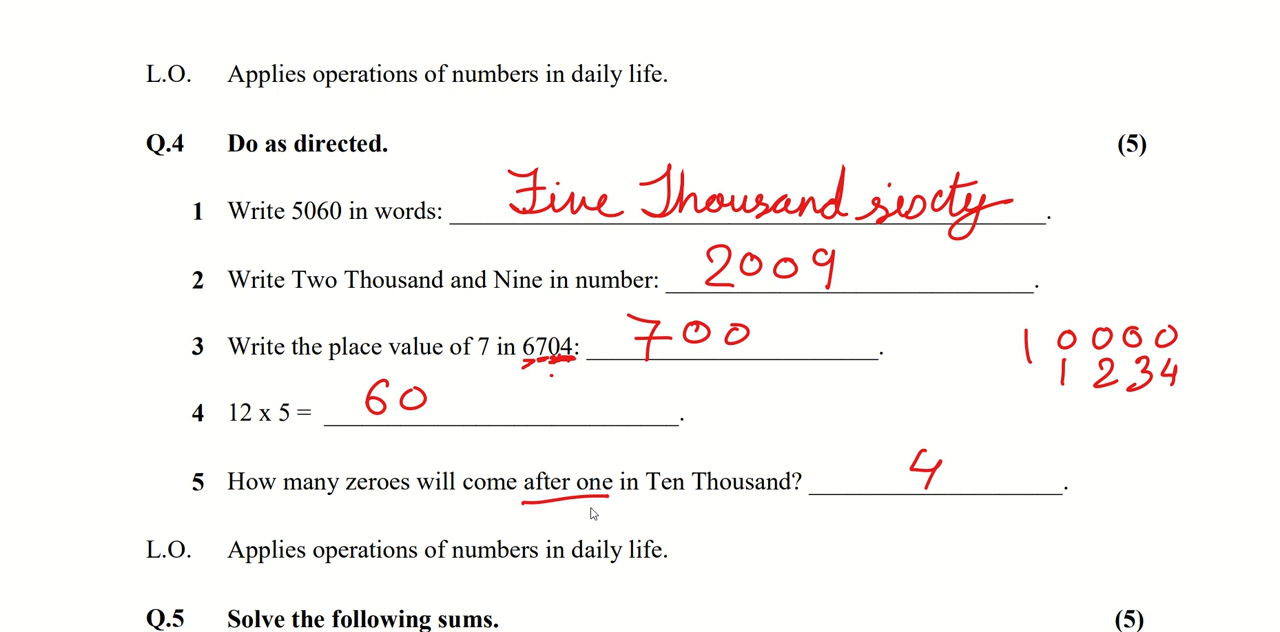 L.O. Applies operations of numbers in daily life.
Q.4 Do as directed. (5)
1 Write 5060 in words: Five Thousand sixty.
2 Write Two Thousand and Nine in number: 2009.
3 Write the place value of 7 in 6704: 700. 10000
1234
4 12 x 5 = 60.
5 How many zeroes will come after one in Ten Thousand? 4.
L.O. Applies operations of numbers in daily life.
Q.5 Solve the following sums. (5)